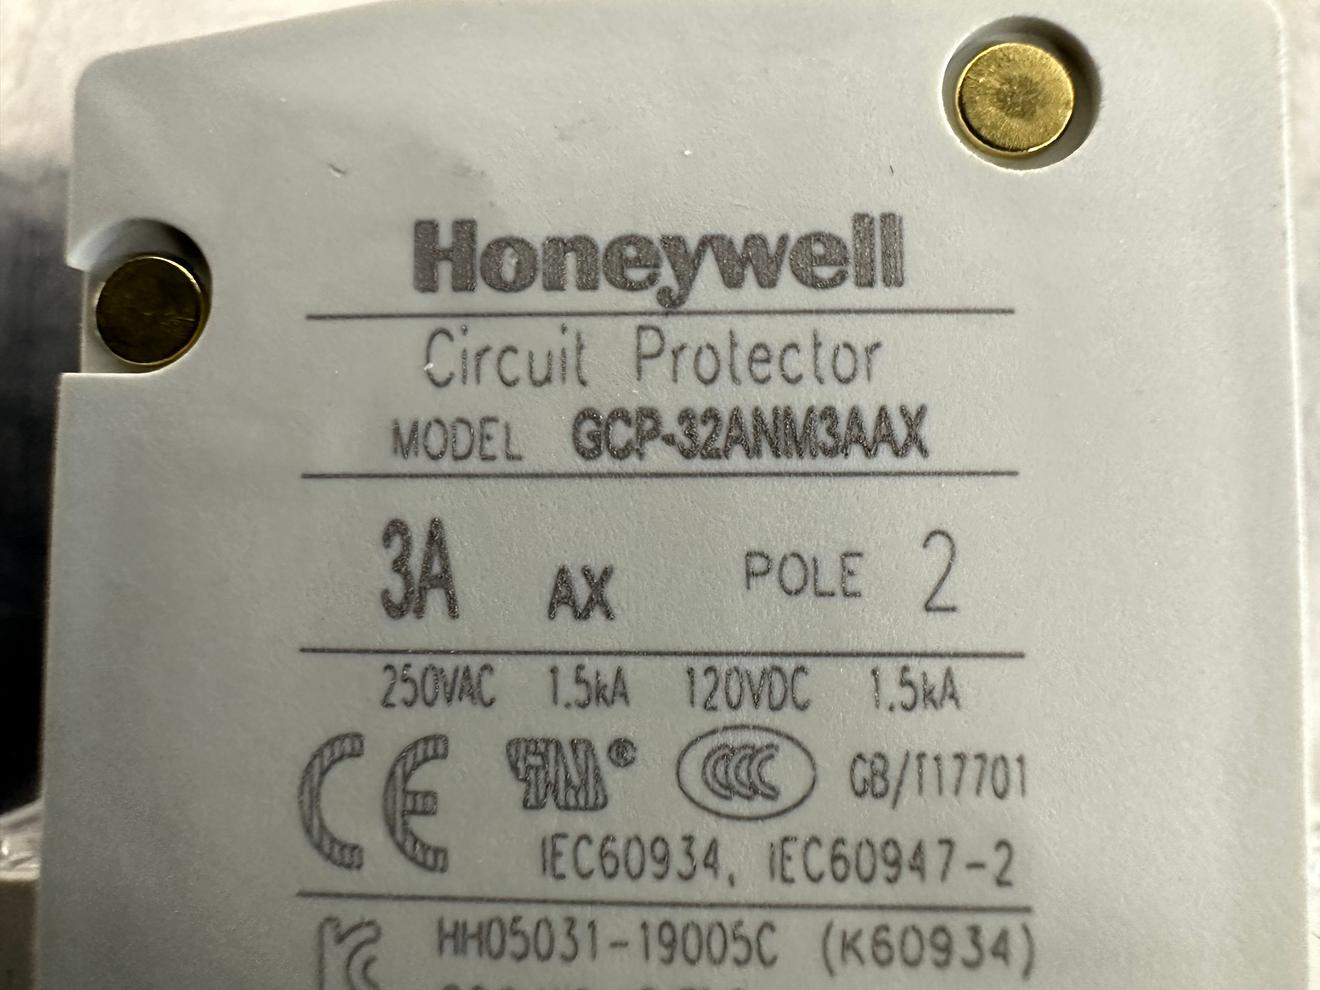 Honeywell
Circuit Protector
MODEL GCP-32ANM3AAX
3A AX POLE 2
250VAC 1.5kA 120VDC 1.5kA
CE ® CCC GB/T17701
IEC60934, IEC60947-2
HH05031-19005C (K60934)